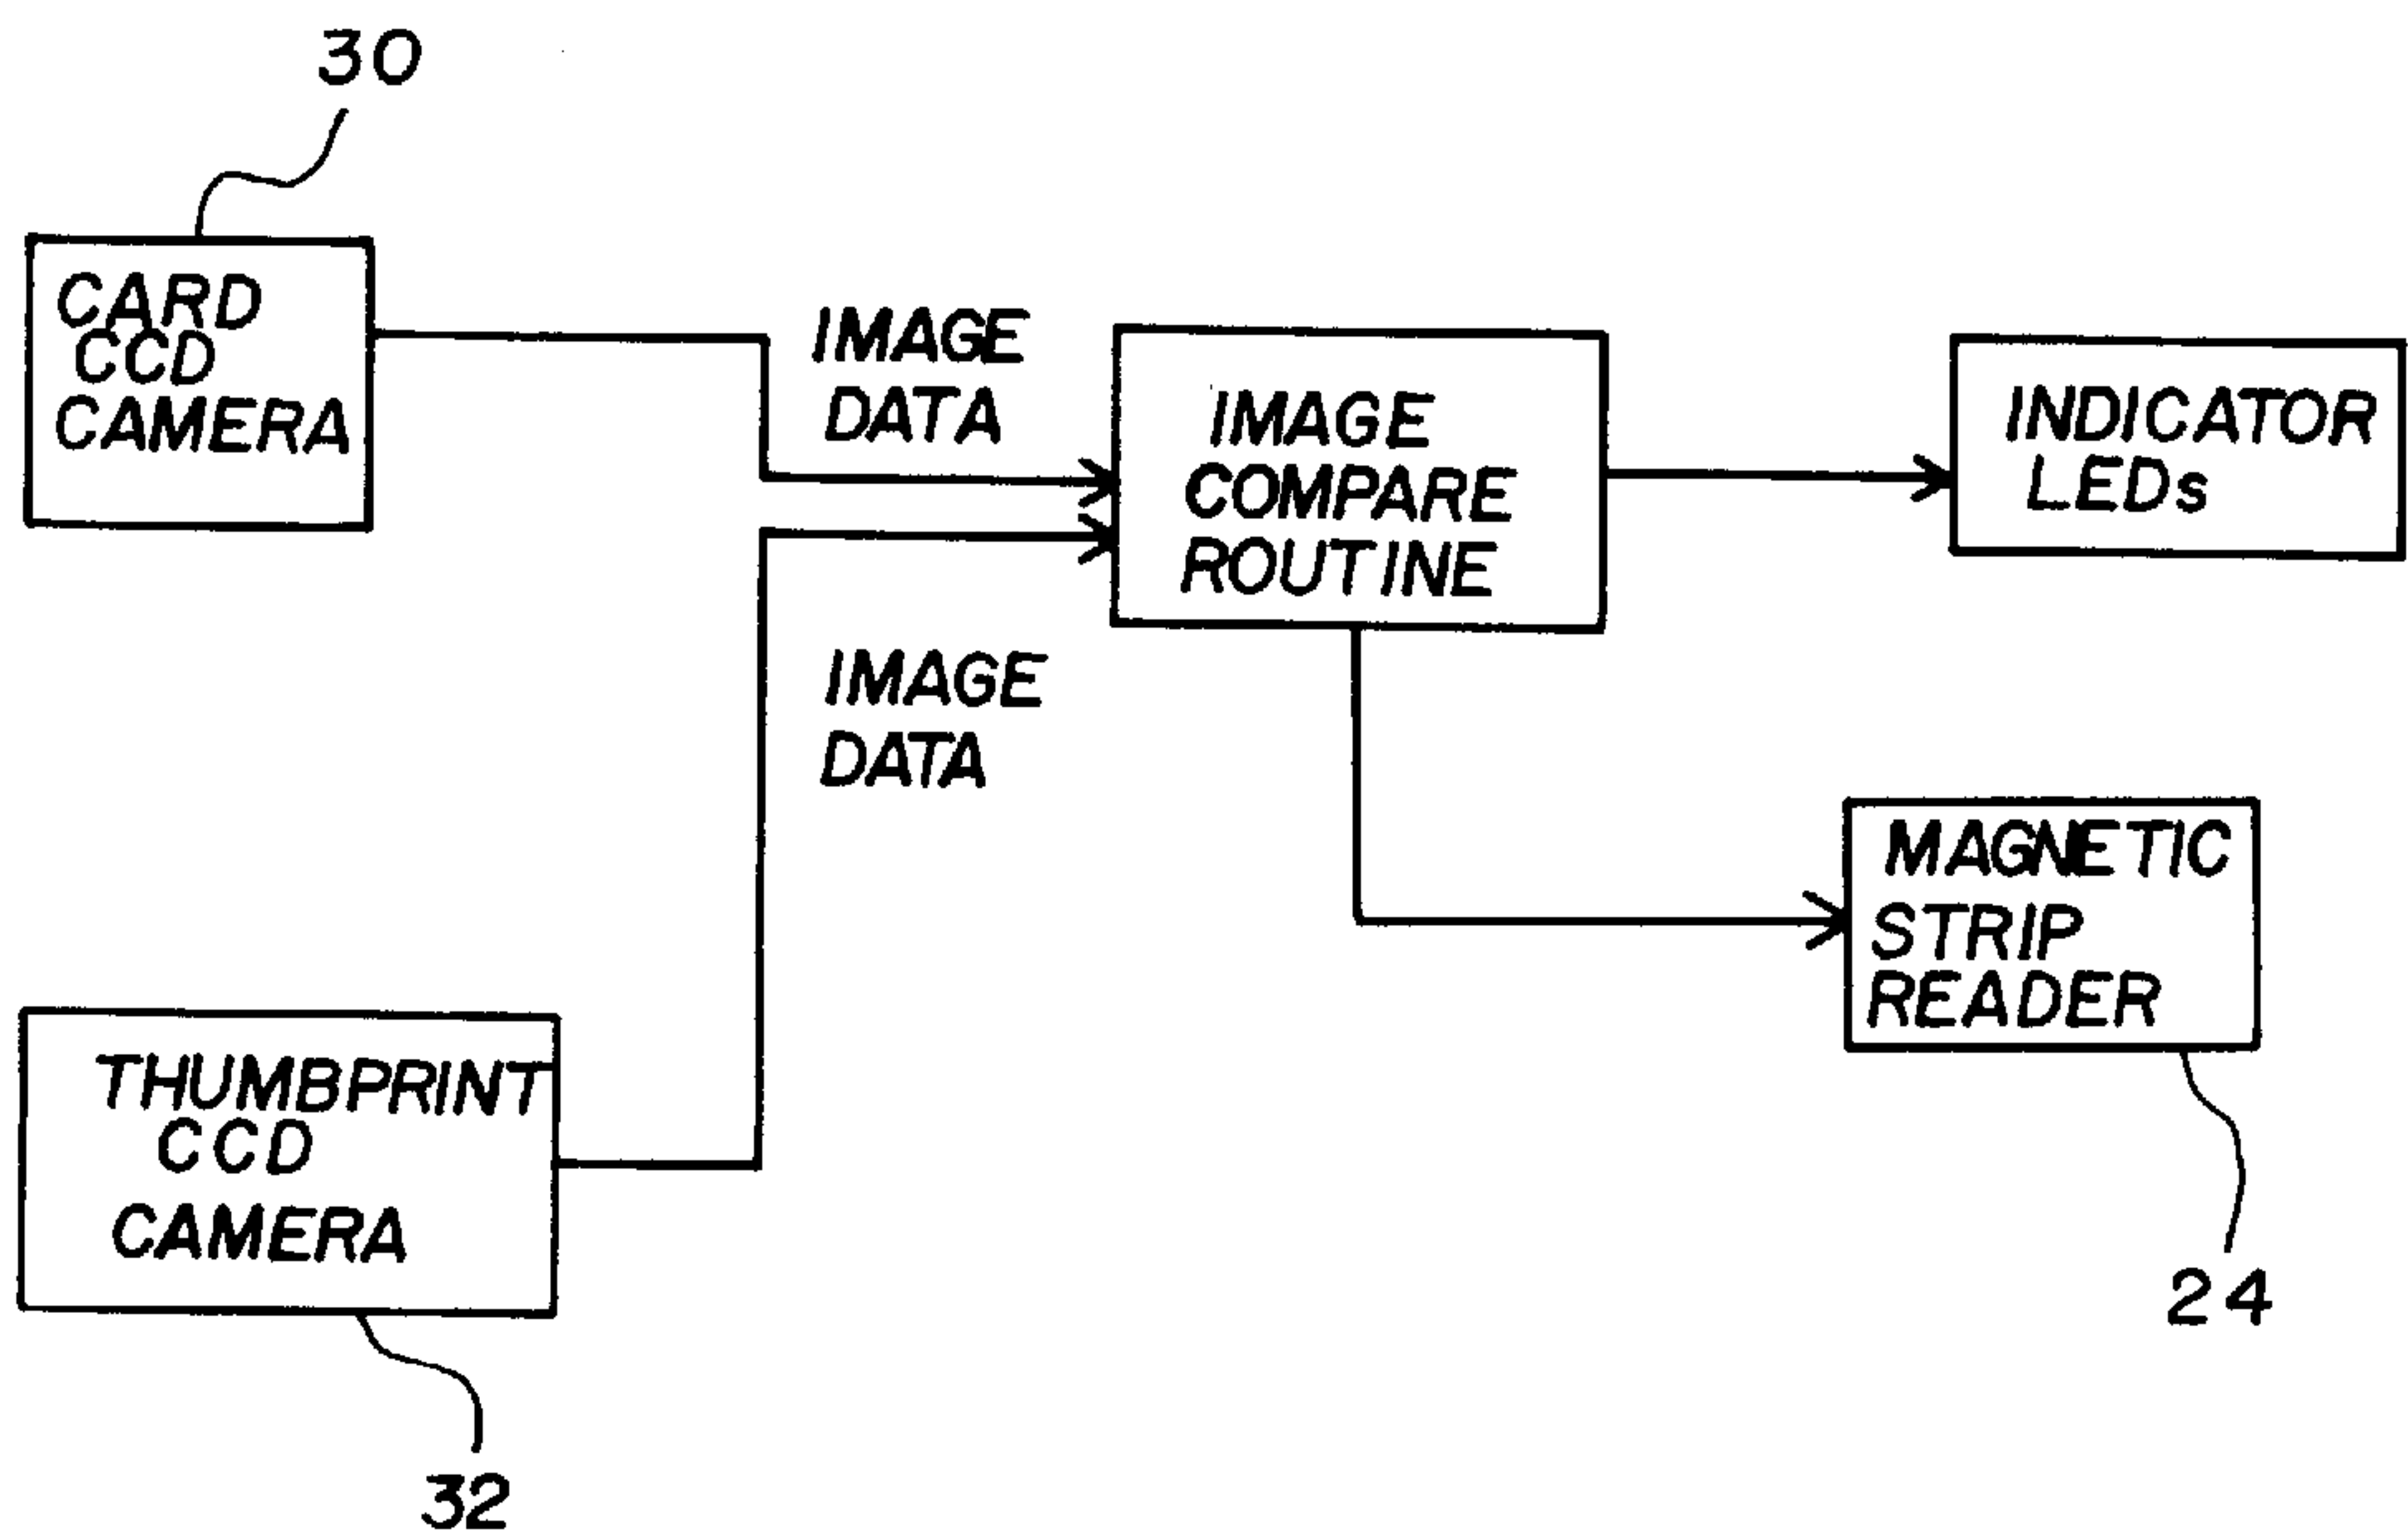 30
CARD
CCD
CAMERA
IMAGE
DATA
IMAGE
COMPARE
ROUTINE
INDICATOR
LEDs
IMAGE
DATA
MAGNETIC
STRIP
READER
24
THUMBPRINT
CCD
CAMERA
32